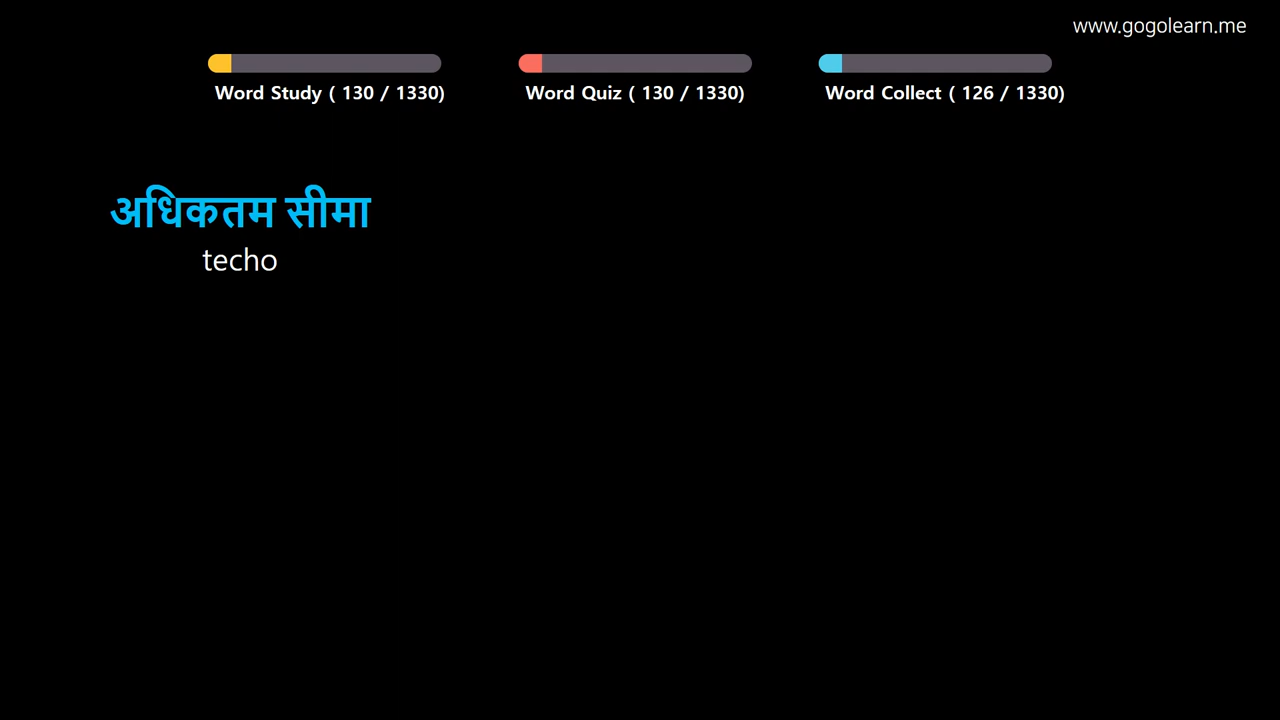 www.gogolearn.me
Word Study ( 130 / 1330)
Word Quiz ( 130 / 1330)
Word Collect ( 126 / 1330)
अधिकतम सीमा
techo